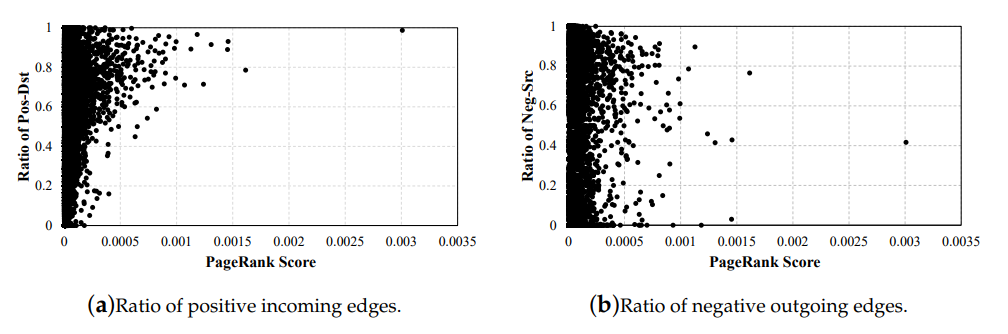 1
0.8
0.6
0.4
0.2
0
Ratio of Pos-Dst
0 0.0005 0.001 0.0015 0.002 0.0025 0.003 0.0035
PageRank Score
(a)Ratio of positive incoming edges.
1
0.8
0.6
0.4
0.2
0
Ratio of Neg-Src
0 0.0005 0.001 0.0015 0.002 0.0025 0.003 0.0035
PageRank Score
(b)Ratio of negative outgoing edges.